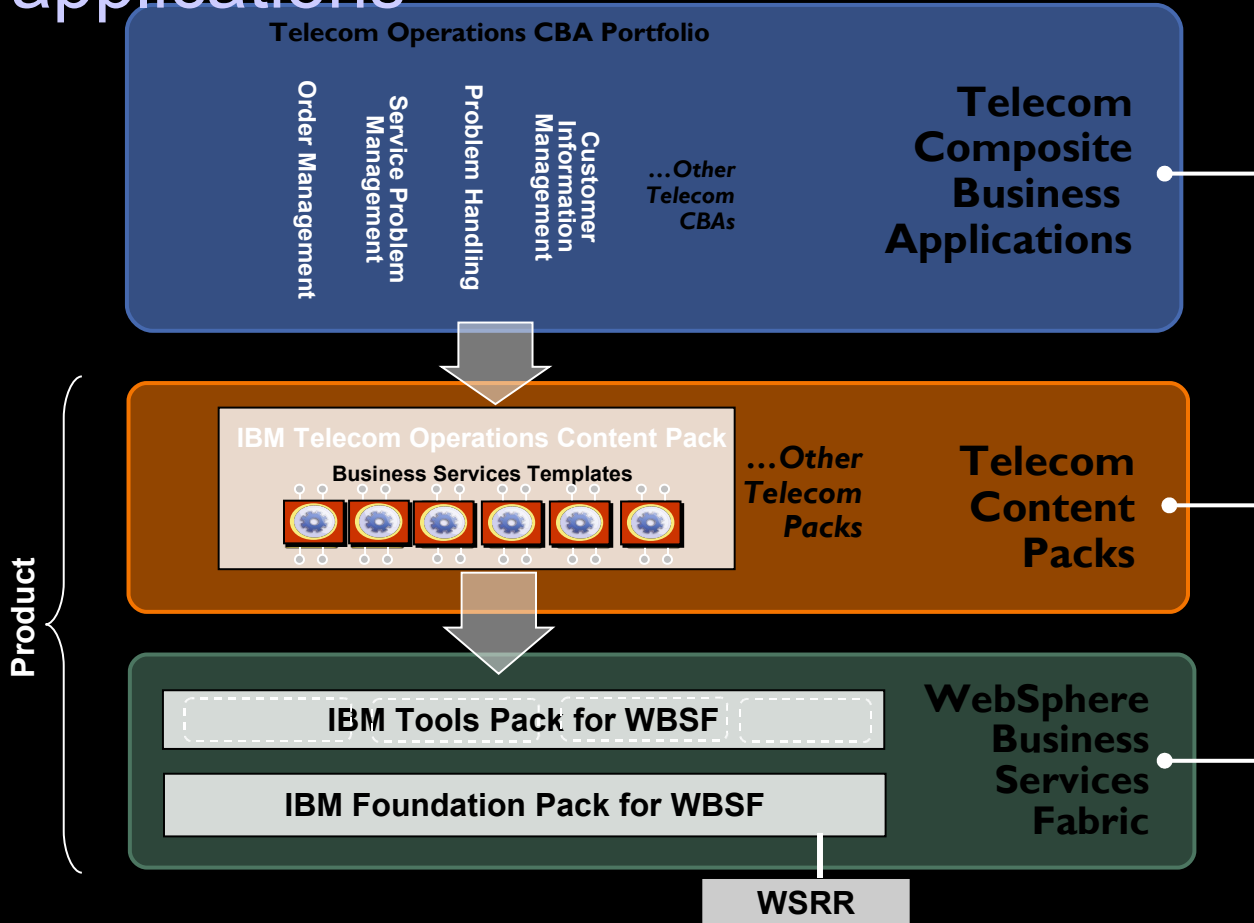 applications
Telecom Operations CBA Portfolio
Order Management
Service Problem
Management
Problem Handling
Customer
Information
Management
...Other
Telecom
CBAs
Telecom
Composite
Business
Applications
IBM Telecom Operations Content Pack
Business Services Templates
...Other
Telecom
Packs
Telecom
Content
Packs
Product
IBM Tools Pack for WBSF
IBM Foundation Pack for WBSF
WebSphere
Business
Services
Fabric
WSRR